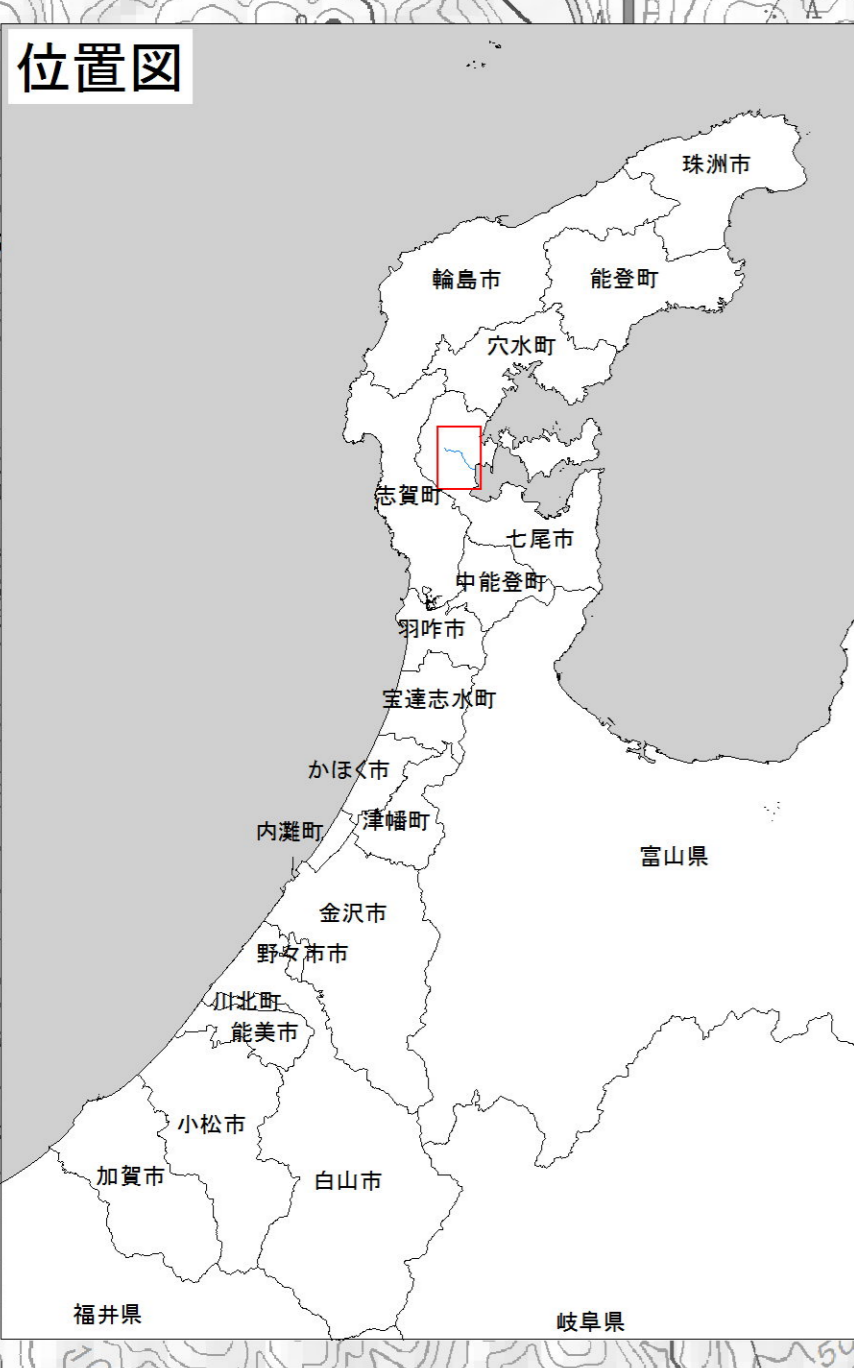 位置図
珠洲市
輪島市
能登町
穴水町
志賀町
七尾市
中能登町
羽咋市
宝達志水町
かほく市
津幡町
内灘町
富山県
金沢市
野々市市
川北町
能美市
小松市
加賀市
白山市
福井県
岐阜県